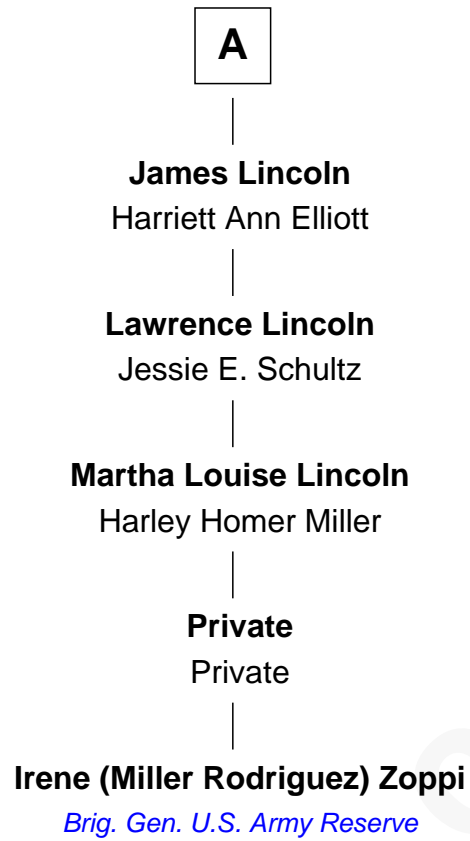 A
James Lincoln
Harriett Ann Elliott
Lawrence Lincoln
Jessie E. Schultz
Martha Louise Lincoln
Harley Homer Miller
Private
Private
Irene (Miller Rodriguez) Zoppi
Brig. Gen. U.S. Army Reserve